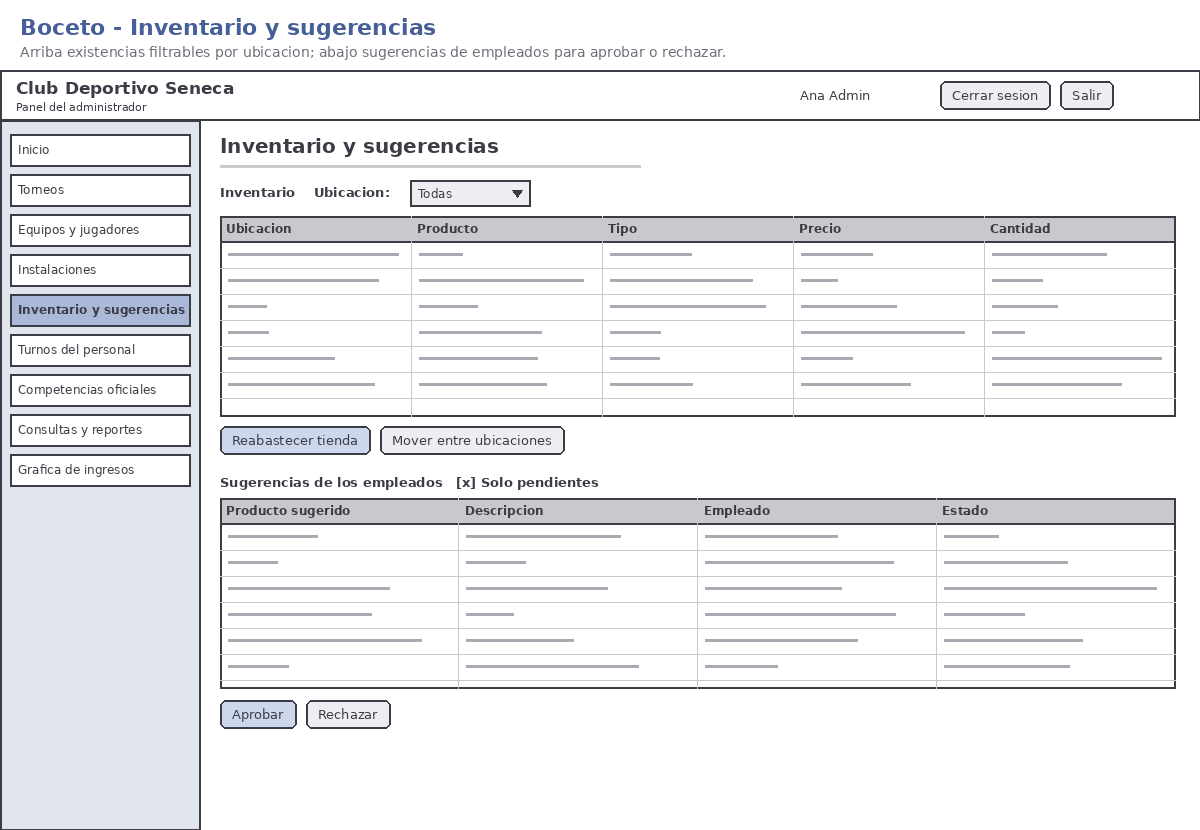 Boceto - Inventario y sugerencias
Arriba existencias filtrables por ubicacion; abajo sugerencias de empleados para aprobar o rechazar.
Club Deportivo Seneca
Panel del administrador
Ana Admin
Cerrar sesion
Salir
Inicio
Torneos
Equipos y jugadores
Instalaciones
Inventario y sugerencias
Turnos del personal
Competencias oficiales
Consultas y reportes
Grafica de ingresos
Inventario y sugerencias
Inventario Ubicacion: Todas
Ubicacion Producto Tipo Precio Cantidad
Reabastecer tienda Mover entre ubicaciones
Sugerencias de los empleados [x] Solo pendientes
Producto sugerido Descripcion Empleado Estado
Aprobar Rechazar